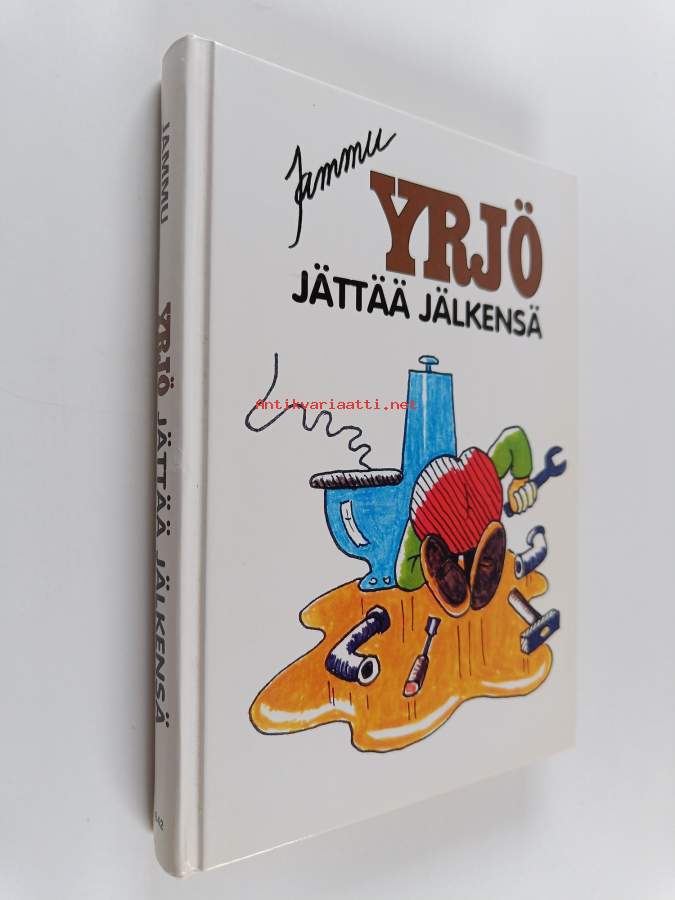 Jammu
YRJÖ
JÄTTÄÄ JÄLKENSÄ
Antikvariaatti.net
JAMMU YRJÖ JÄTTÄÄ JÄLKENSÄ